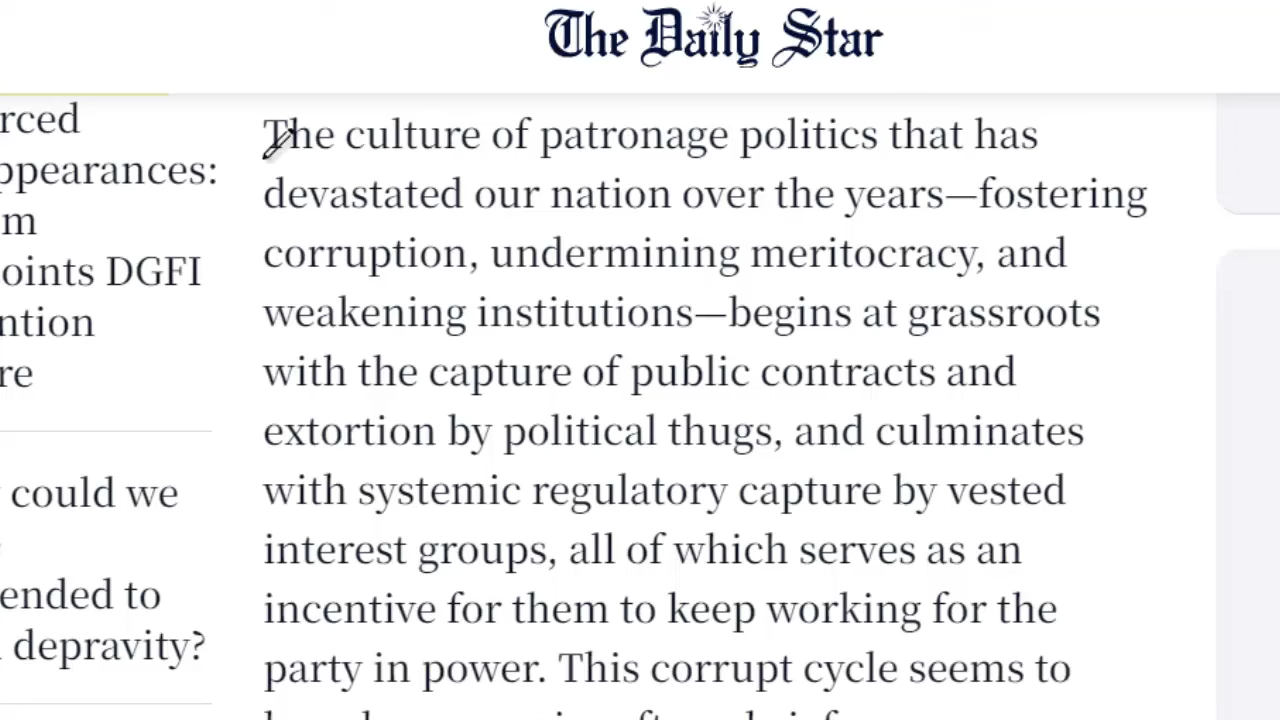 The Daily Star
rced
ppearances:
m
oints DGFI
ntion
re
could we
ended to
depravity?
The culture of patronage politics that has
devastated our nation over the years—fostering
corruption, undermining meritocracy, and
weakening institutions—begins at grassroots
with the capture of public contracts and
extortion by political thugs, and culminates
with systemic regulatory capture by vested
interest groups, all of which serves as an
incentive for them to keep working for the
party in power. This corrupt cycle seems to